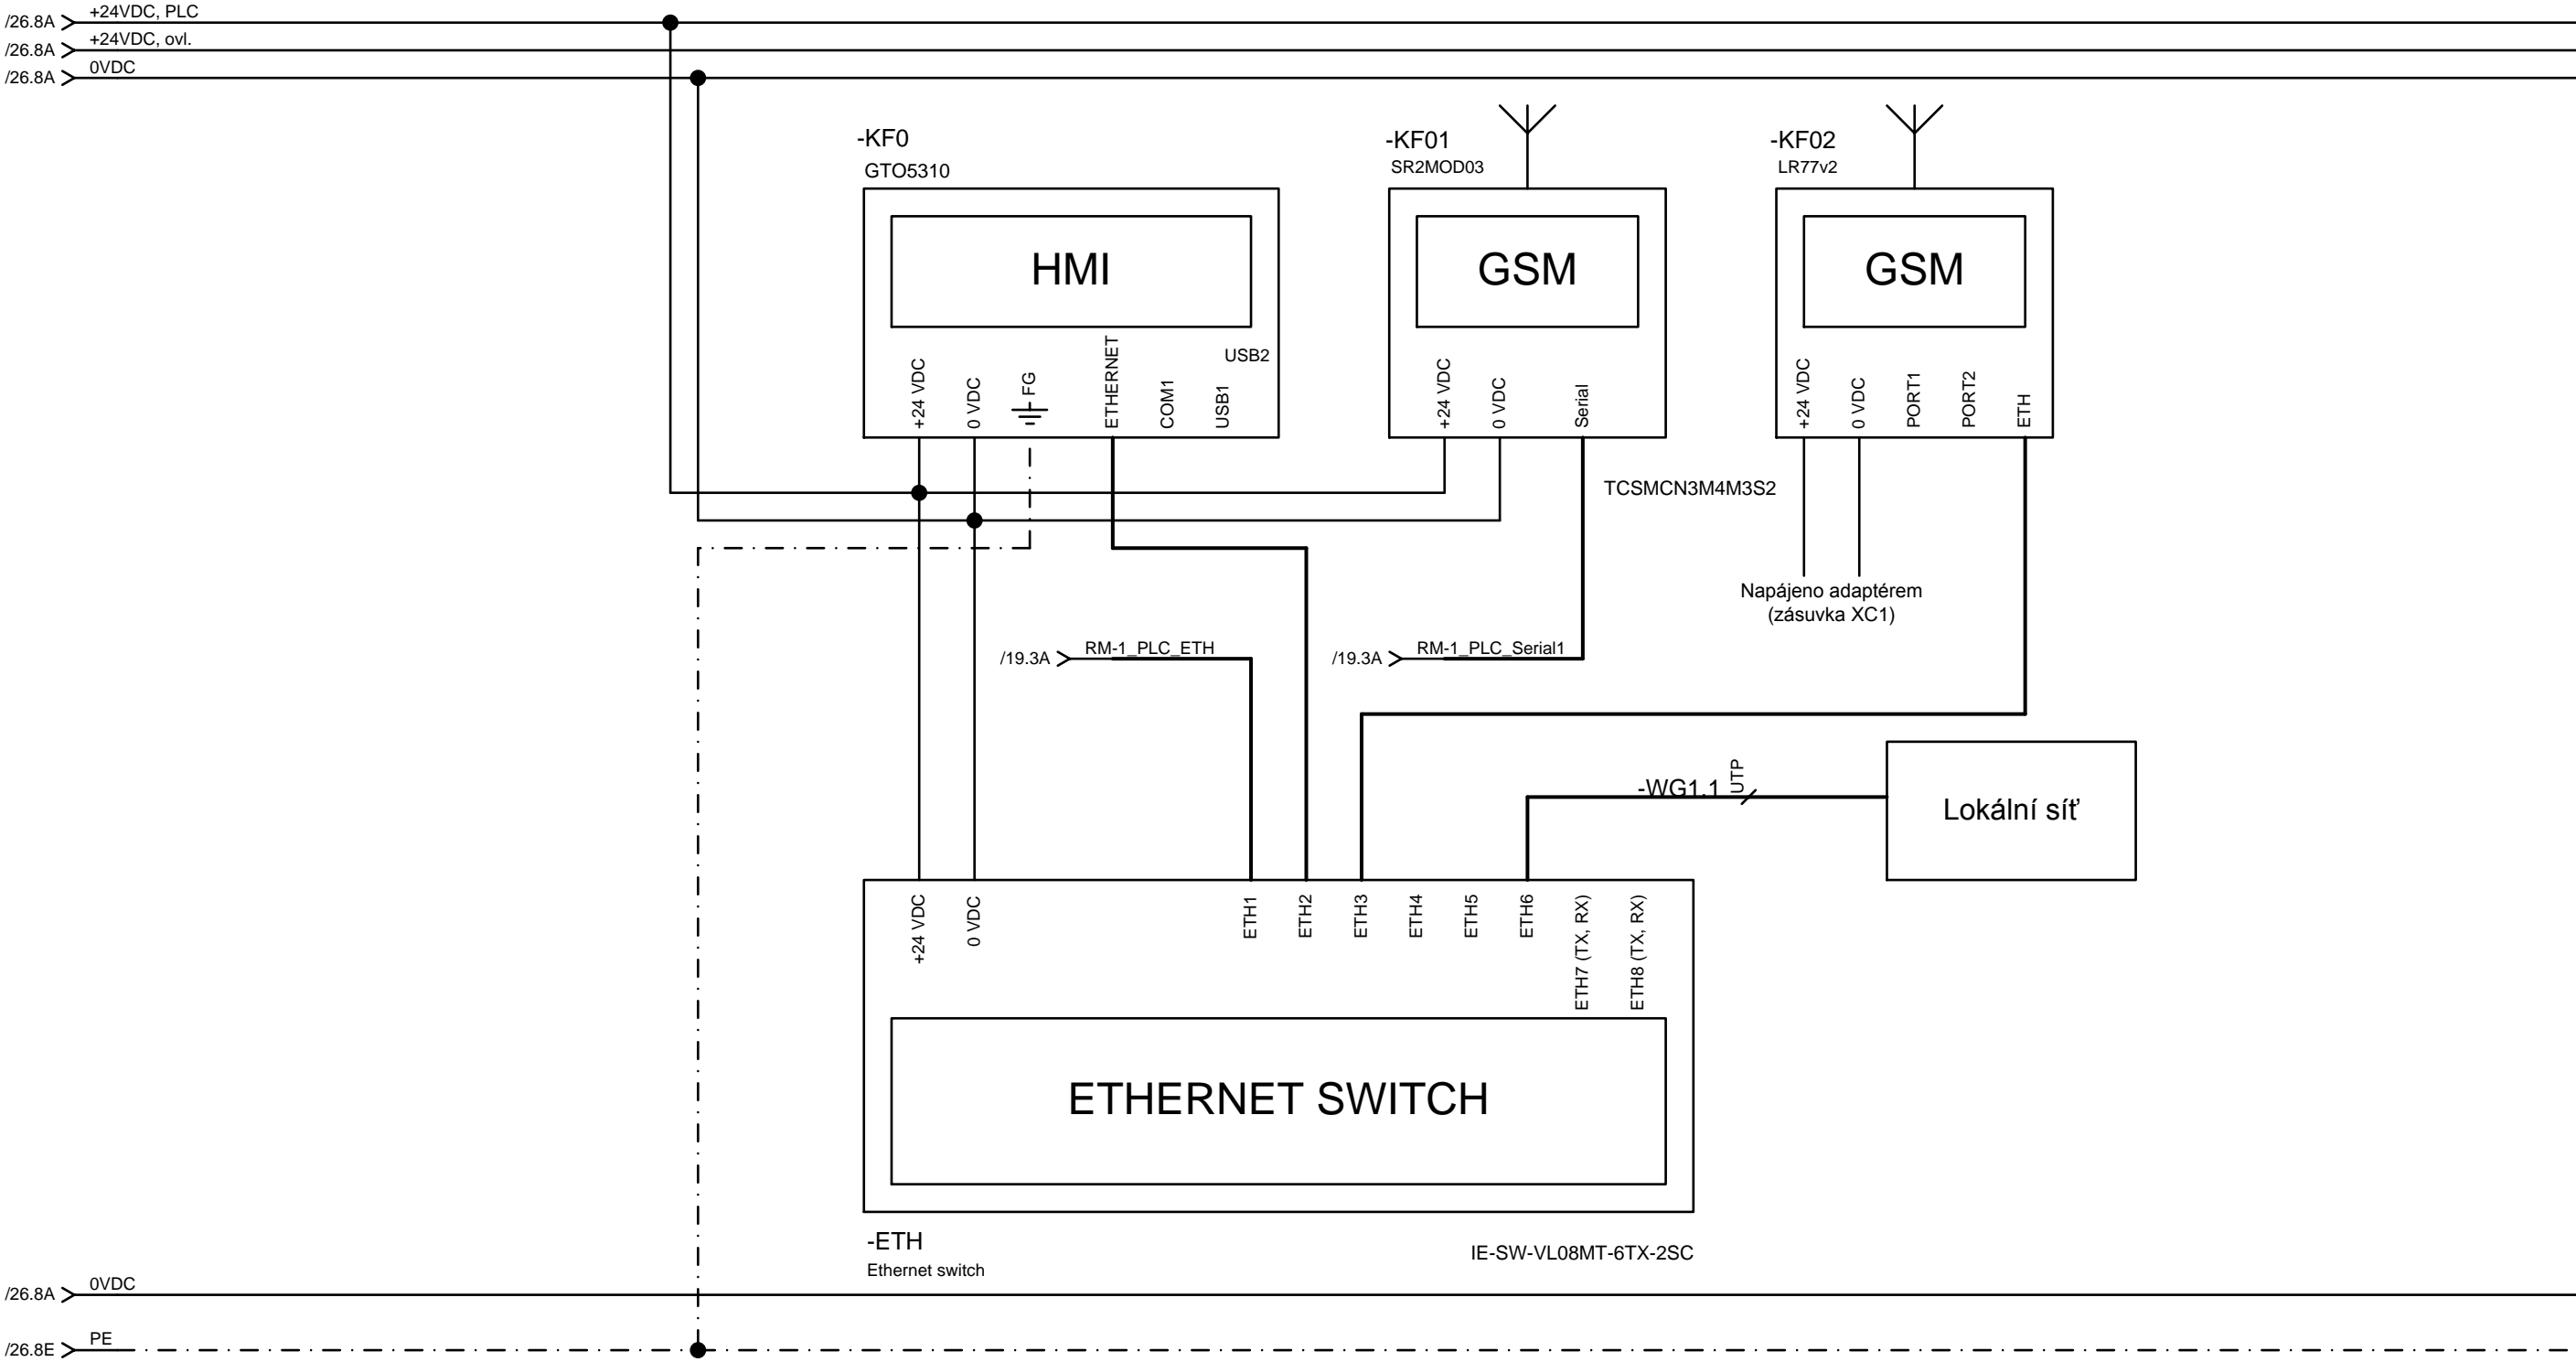 /26.8A
+24VDC, PLC
/26.8A
+24VDC, ovl.
/26.8A
0VDC
-KF0
GTO5310
HMI
+24 VDC
0 VDC
FG
ETHERNET
COM1
USB1
USB2
-KF01
SR2MOD03
GSM
+24 VDC
0 VDC
Serial
TCSMCN3M4M3S2
-KF02
LR77v2
GSM
+24 VDC
0 VDC
PORT1
PORT2
ETH
Napájeno adaptérem
(zásuvka XC1)
/19.3A
RM-1_PLC_ETH
/19.3A
RM-1_PLC_Serial1
-WG1.1
UTP
Lokální síť
+24 VDC
0 VDC
ETH1
ETH2
ETH3
ETH4
ETH5
ETH6
ETH7 (TX, RX)
ETH8 (TX, RX)
ETHERNET SWITCH
-ETH
Ethernet switch
IE-SW-VL08MT-6TX-2SC
/26.8A
0VDC
/26.8E
PE